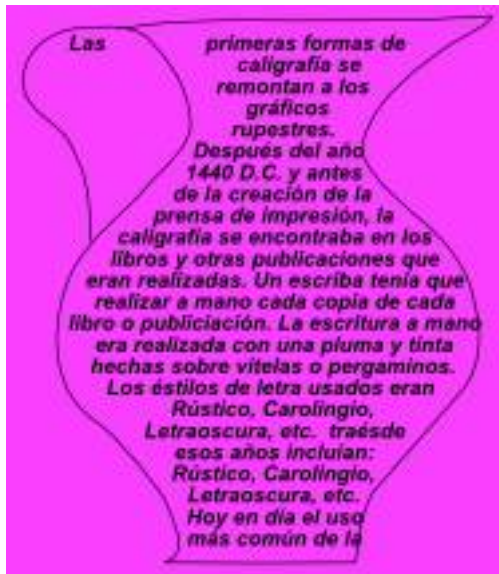 Las primeras formas de
caligrafía se
remontan a los
gráficos
rupestres.
Después del año
1440 D.C. y antes
de la creación de la
prensa de impresión, la
caligrafía se encontraba en los
libros y otras publicaciones que
eran realizadas. Un escriba tenía que
realizar a mano cada copia de cada
libro o publiciación. La escritura a mano
era realizada con una pluma y tinta
hechas sobre vitelas o pergaminos.
Los éstilos de letra usados eran
Rústico, Carolingio,
Letraoscura, etc. traésde
esos años incluían:
Rústico, Carolingio,
Letraoscura, etc.
Hoy en día el uso
más común de la